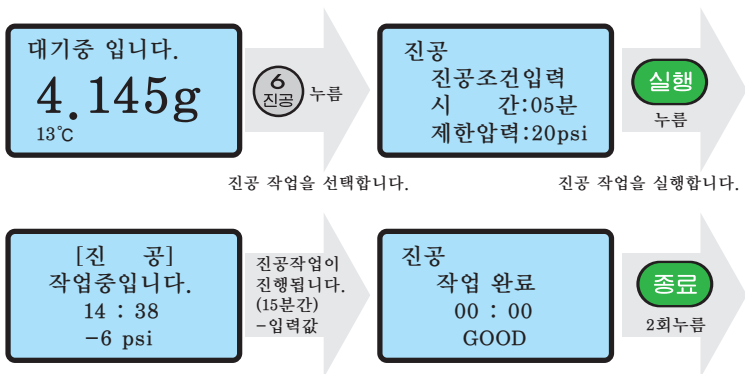 대기중 입니다.
4.145g
13℃
6
진공
누름
진공
진공조건입력
시 간:05분
제한압력:20psi
실행
누름
진공 작업을 선택합니다.
진공 작업을 실행합니다.
[진 공]
작업중입니다.
14 : 38
-6 psi
진공작업이
진행됩니다.
(15분간)
-입력값
진공
작업 완료
00 : 00
GOOD
종료
2회누름